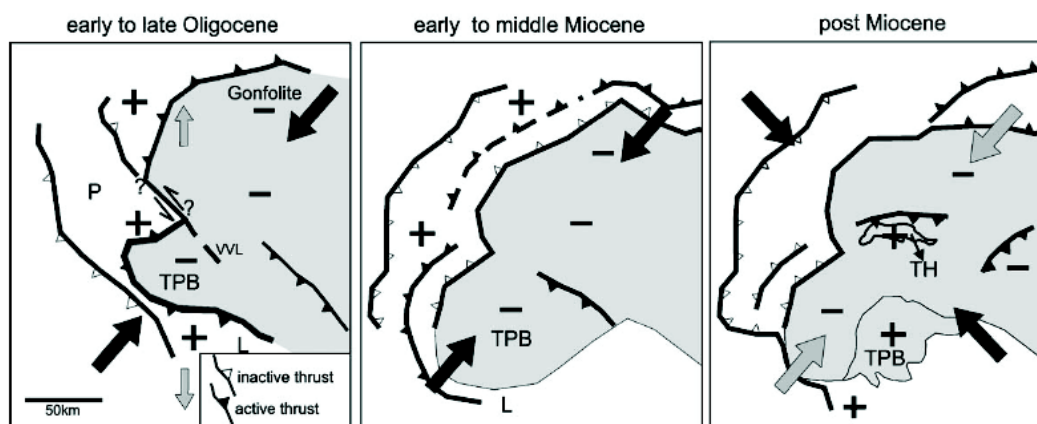 early to late Oligocene
Gonfolite
P
?
?
VVL
TPB
L
50km
inactive thrust
active thrust
early to middle Miocene
TPB
L
post Miocene
TH
TPB